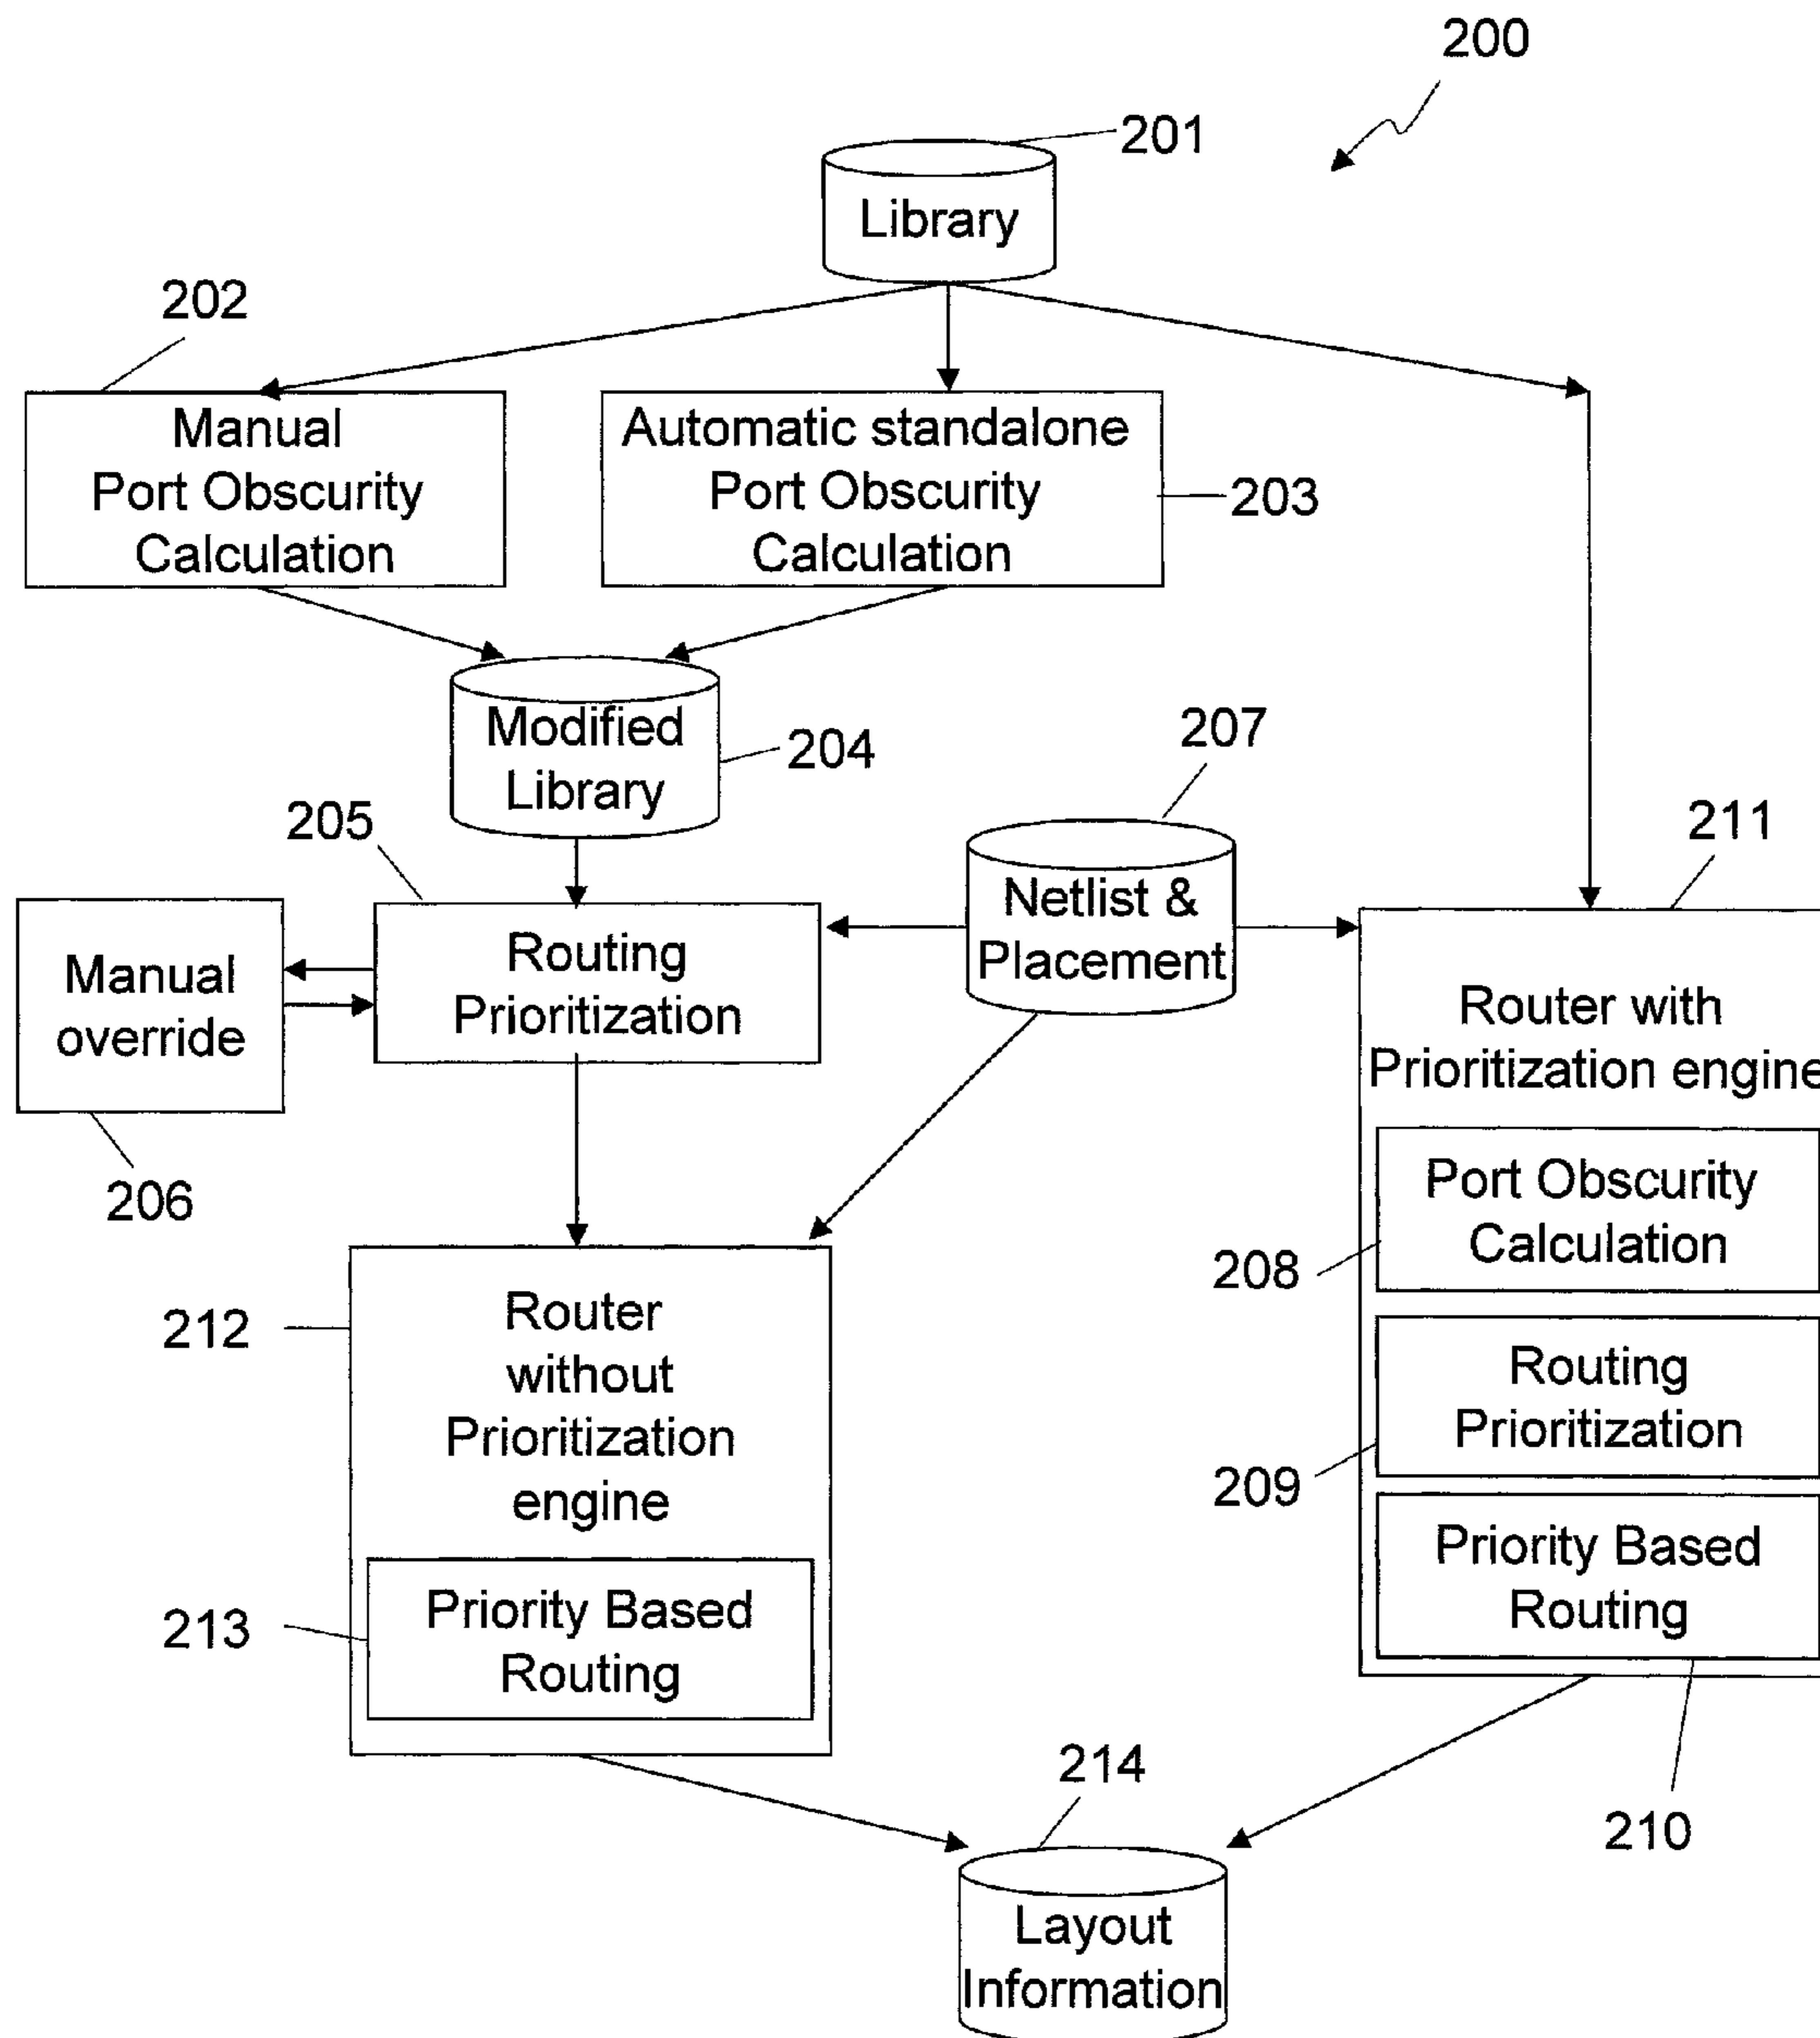 200
201
Library
202
Manual
Port Obscurity
Calculation
Automatic standalone
Port Obscurity
Calculation
203
Modified
Library
204
207
205
211
Netlist &
Placement
Routing
Prioritization
Manual
override
206
Router with
Prioritization engine
Port Obscurity
Calculation
208
Routing
Prioritization
209
Priority Based
Routing
210
212
Router
without
Prioritization
engine
213
Priority Based
Routing
214
Layout
Information